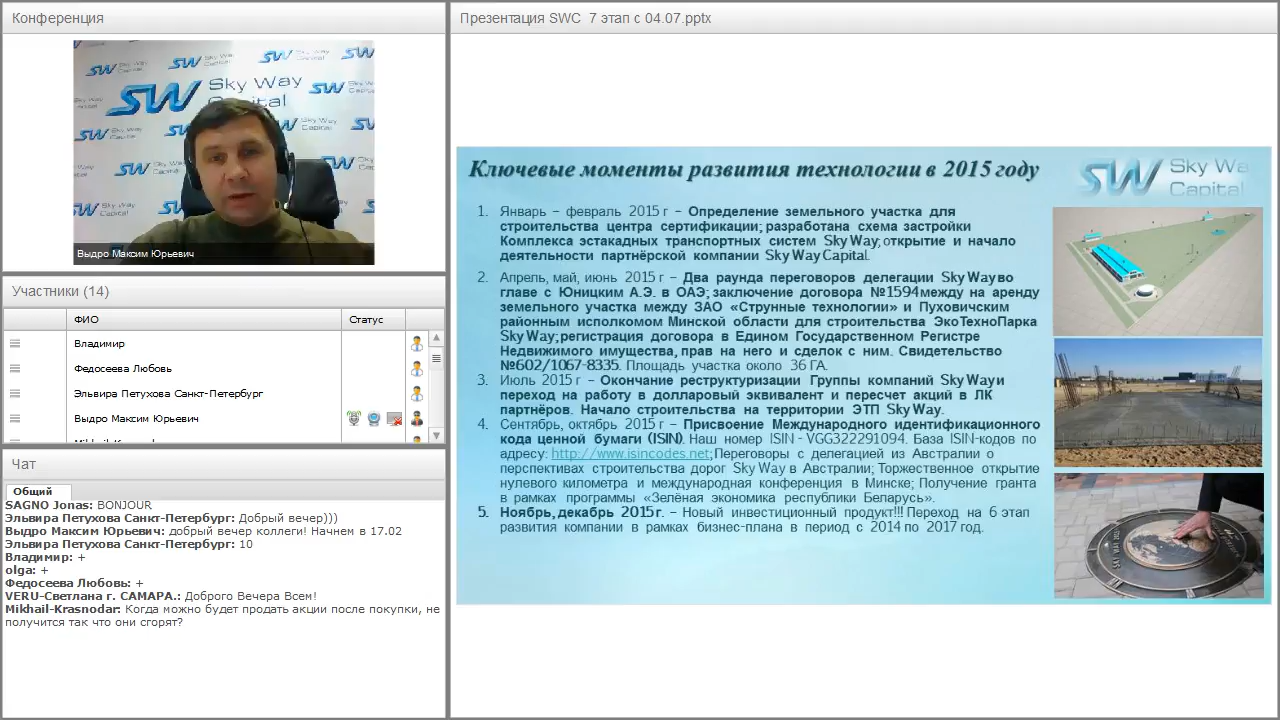 Конференция
Sky Way
Capital
Выдро Максим Юрьевич
Участники (14)
ФИО
Статус
Владимир
Федосеева Любовь
Эльвира Петухова Санкт-Петербург
Выдро Максим Юрьевич
Чат
Общий
SAGNO Jonas: BONJOUR
Эльвира Петухова Санкт-Петербург: Добрый вечер)))
Выдро Максим Юрьевич: добрый вечер коллеги! Начнем в 17.02
Эльвира Петухова Санкт-Петербург: 10
Владимир: +
olga: +
Федосеева Любовь: +
VERU-Светлана г. САМАРА.: Доброго Вечера Всем!
Mikhail-Krasnodar: Когда можно будет продать акции после покупки, не
получится так что они сгорят?
Презентация SWC 7 этап с 04.07.pptx
Ключевые моменты развития технологии в 2015 году
SW Sky Wa
Capital
1. Январь – февраль 2015 г – Определение земельного участка для
строительства центра сертификации; разработана схема застройки
Комплекса эстакадных транспортных систем SkyWay; открытие и начало
деятельности партнёрской компании SkyWayCapital.
2. Апрель, май, июнь 2015 г – Два раунда переговоров делегации SkyWay во
главе с Юницким А.Э. в ОАЭ; заключение договора №1594 между на аренду
земельного участка между ЗАО «Струнные технологии» и Пуховичским
районным исполкомом Минской области для строительства ЭкоТехноПарка
SkyWay; регистрация договора в Едином Государственном Регистре
Недвижимого имущества, прав на него и сделок с ним. Свидетельство
№602/1067-8335. Площадь участка около 36 ГА.
3. Июль 2015 г – Окончание реструктуризации Группы компаний SkyWay и
переход на работу в долларовый эквивалент и пересчет акций в ЛК
партнёров. Начало строительства на территории ЭТП SkyWay.
4. Сентябрь, октябрь 2015 г – Присвоение Международного идентификационного
кода ценной бумаги (ISIN). Наш номер ISIN - VGG322291094. База ISIN-кодов по
адресу: http://www.isincodes.net; Переговоры с делегацией из Австралии о
перспективах строительства дорог SkyWay в Австралии; Торжественное открытие
нулевого километра и международная конференция в Минске; Получение гранта
в рамках программы «Зелёная экономика республики Беларусь».
5. Ноябрь, декабрь 2015 г. – Новый инвестиционный продукт!!! Переход на 6 этап
развития компании в рамках бизнес-плана в период с 2014 по 2017 год.